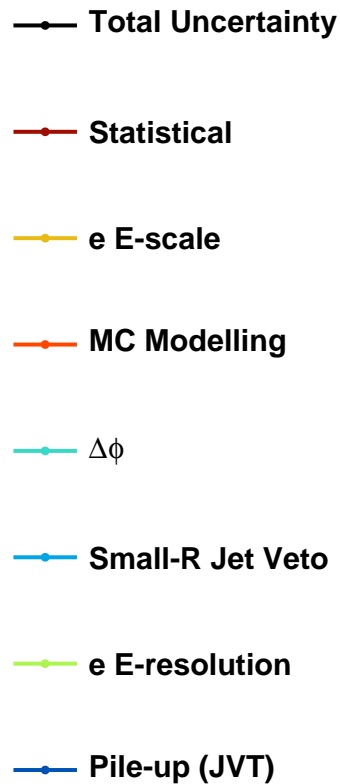 Total Uncertainty
Statistical
e E-scale
MC Modelling
Δϕ
Small-R Jet Veto
e E-resolution
Pile-up (JVT)